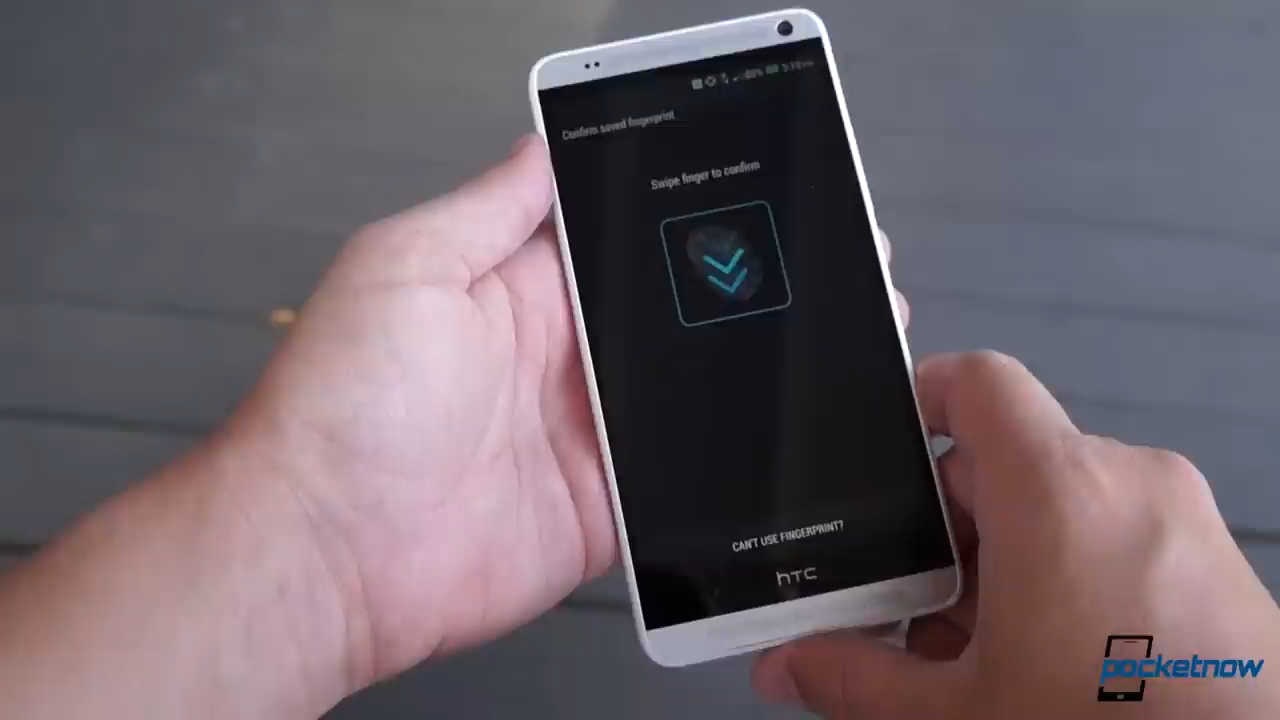 Confirm saved fingerprint
Swipe finger to confirm
CAN'T USE FINGERPRINT?
hTC
pocketnow